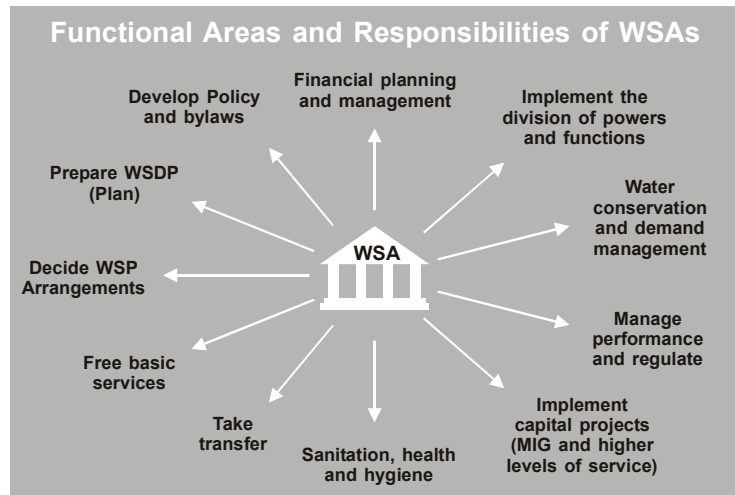 Functional Areas and Responsibilities of WSAs
Financial planning
and management
Implement the
division of powers
and functions
Water
conservation
and demand
management
Manage
performance
and regulate
Implement
capital projects
(MIG and higher
levels of service)
Sanitation, health
and hygiene
Take
transfer
Free basic
services
Decide WSP
Arrangements
Prepare WSDP
(Plan)
Develop Policy
and bylaws
WSA